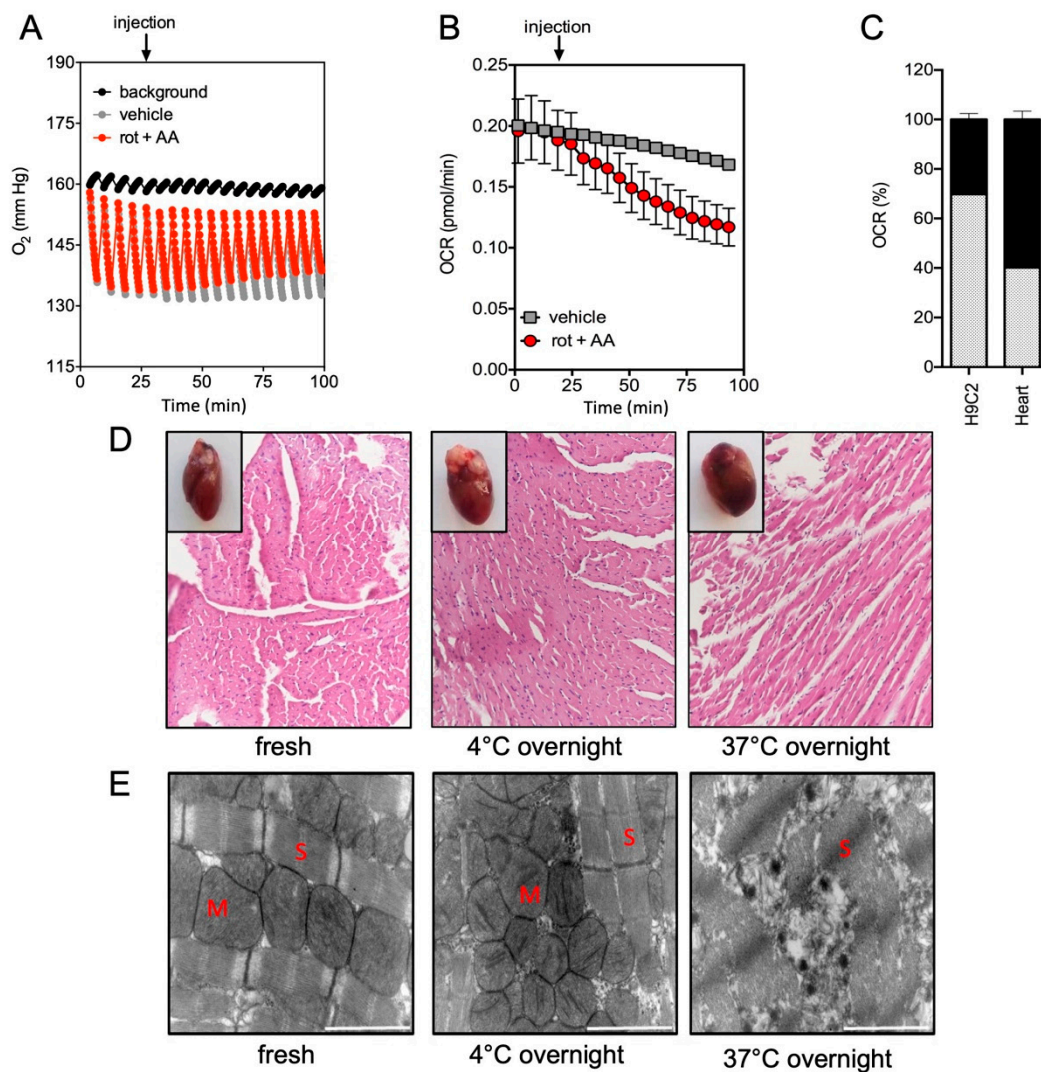 A
injection
190
175
160
145
130
115
O₂ (mm Hg)
background
vehicle
rot + AA
0 25 50 75 100
Time (min)
B
injection
0.25
0.20
0.15
0.10
0.05
0.00
OCR (pmol/min)
vehicle
rot + AA
0 25 50 75 100
Time (min)
C
120
100
80
60
40
20
0
OCR (%)
H9C2
Heart
D
fresh
4°C overnight
37°C overnight
E
S
M
S
M
S
fresh
4°C overnight
37°C overnight